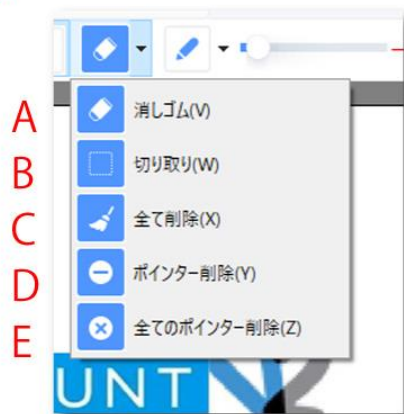 A 消しゴム(V)
B 切り取り(W)
C 全て削除(X)
D ポインター削除(Y)
E 全てのポインター削除(Z)
UNT